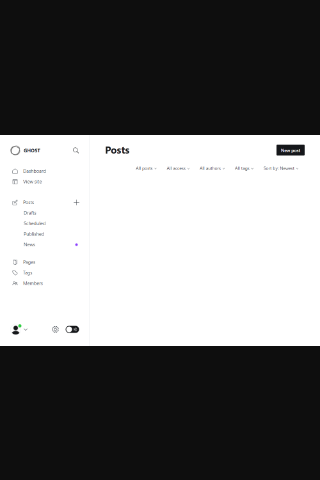 GHOST
Dashboard
View site
Posts
Drafts
Scheduled
Published
News
Pages
Tags
Members
Posts
New post
All posts
All access
All authors
All tags
Sort by: Newest